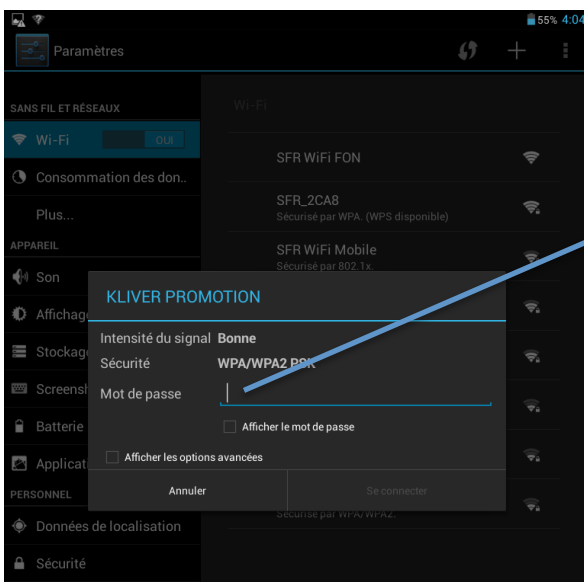 55% 4:04
Paramètres
SANS FIL ET RÉSEAUX
Wi-Fi OUI
Consommation des don..
Plus...
APPAREIL
Son
Affichag
Stockag
Screensh
Batterie
Applicat
PERSONNEL
Données de localisation
Sécurité
Wi-Fi
SFR WiFi FON
SFR_2CA8
Sécurisé par WPA. (WPS disponible)
SFR WiFi Mobile
Sécurisé par 802.1x.
KLIVER PROMOTION
Intensité du signal Bonne
Sécurité WPA/WPA2 PSK
Mot de passe
Afficher le mot de passe
Afficher les options avancées
Annuler Se connecter
Sécurisé par WPA/WPA2.